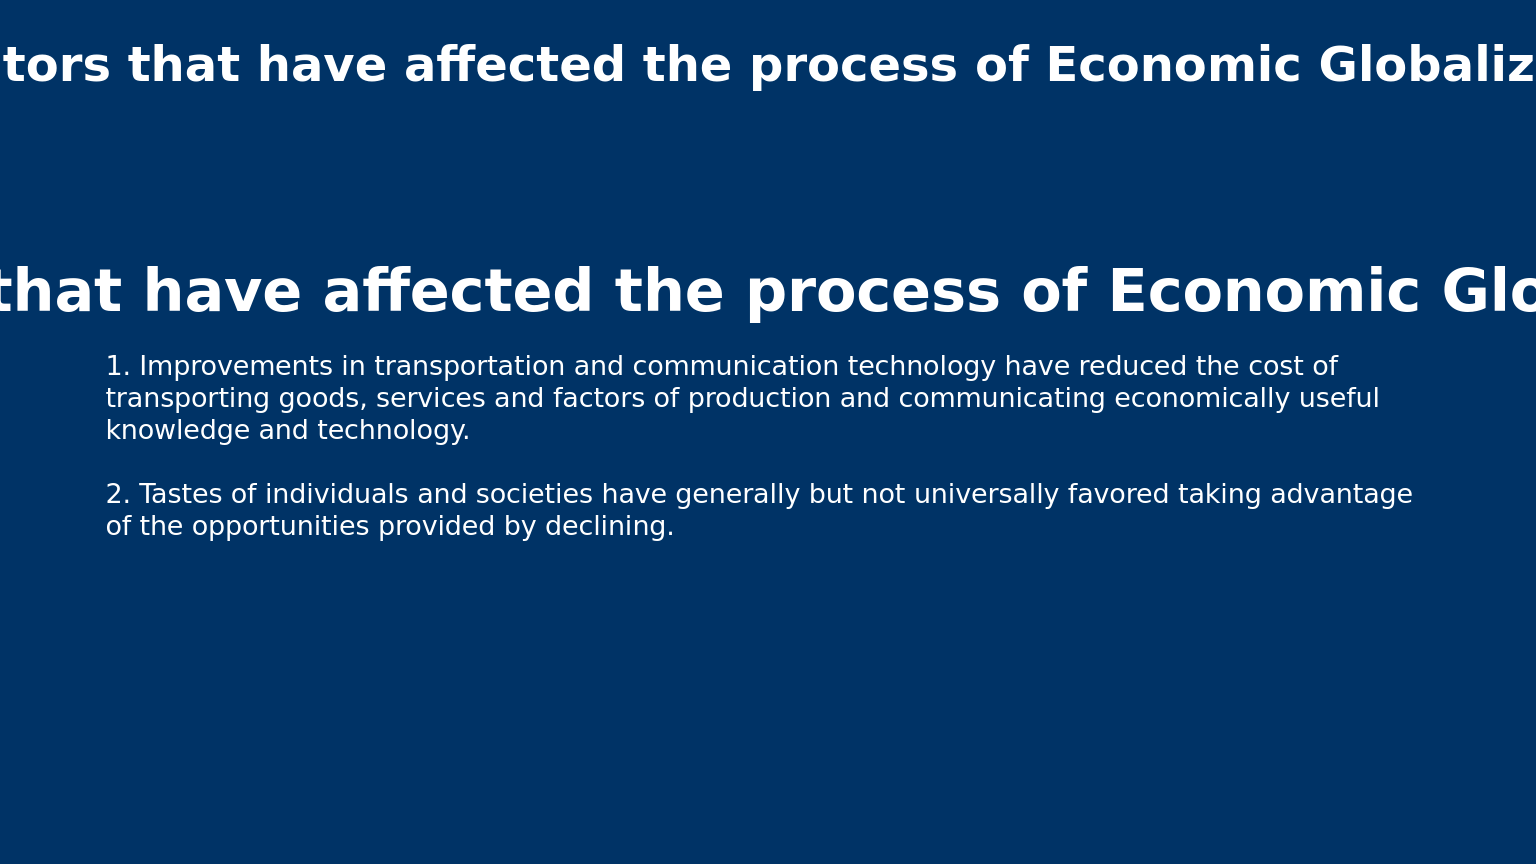 tors that have affected the process of Economic Globaliz
that have affected the process of Economic Glo
1. Improvements in transportation and communication technology have reduced the cost of
transporting goods, services and factors of production and communicating economically useful
knowledge and technology.
2. Tastes of individuals and societies have generally but not universally favored taking advantage
of the opportunities provided by declining.